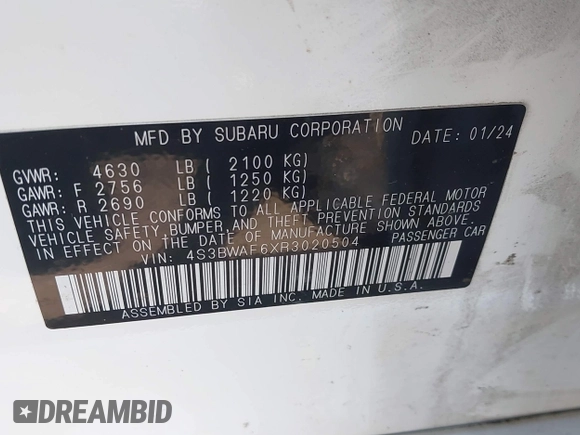 MFD BY SUBARU CORPORATION DATE: 01/24
GVWR: 4630 LB ( 2100 KG)
GAWR: F 2756 LB ( 1250 KG)
GAWR: R 2690 LB ( 1220 KG)
THIS VEHICLE CONFORMS TO ALL APPLICABLE FEDERAL MOTOR
VEHICLE SAFETY, BUMPER, AND THEFT PREVENTION STANDARDS
IN EFFECT ON THE DATE OF MANUFACTURE SHOWN ABOVE.
VIN: 4S3BWAF6XR3020504 PASSENGER CAR
ASSEMBLED BY SIA INC. MADE IN U.S.A.
DREAMBID